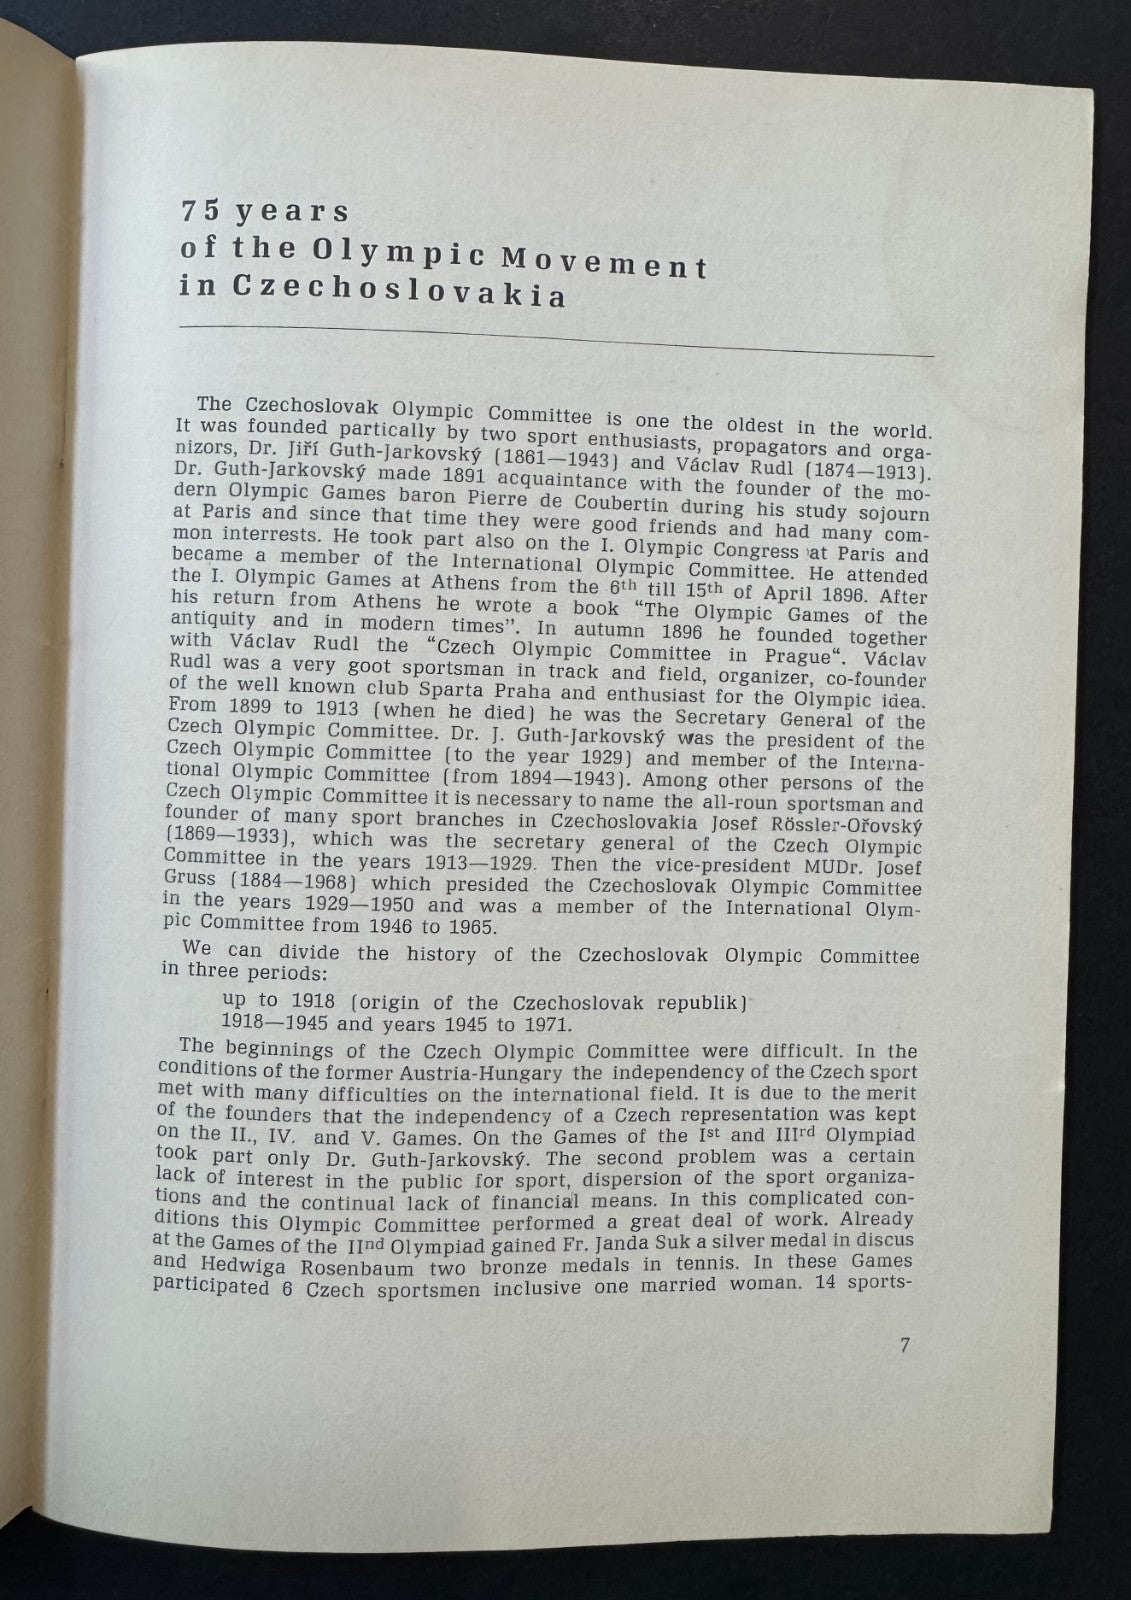 75 years
of the Olympic Movement
in Czechoslovakia
The Czechoslovak Olympic Committee is one the oldest in the world.
It was founded partically by two sport enthusiasts, propagators and orga-
nizors, Dr. Jiří Guth-Jarkovský (1861—1943) and Václav Rudl (1874—1913).
Dr. Guth-Jarkovský made 1891 acquaintance with the founder of the mo-
dern Olympic Games baron Pierre de Coubertin during his study sojourn
at Paris and since that time they were good friends and had many com-
mon interrests. He took part also on the I. Olympic Congress at Paris and
became a member of the International Olympic Committee. He attended
the I. Olympic Games at Athens from the 6th till 15th of April 1896. After
his return from Athens he wrote a book “The Olympic Games of the
antiquity and in modern times”. In autumn 1896 he founded together
with Václav Rudl the “Czech Olympic Committee in Prague“. Václav
Rudl was a very goot sportsman in track and field, organizer, co-founder
of the well known club Sparta Praha and enthusiast for the Olympic idea.
From 1899 to 1913 (when he died) he was the Secretary General of the
Czech Olympic Committee. Dr. J. Guth-Jarkovský was the president of the
Czech Olympic Committee (to the year 1929) and member of the Interna-
tional Olympic Committee (from 1894—1943). Among other persons of the
Czech Olympic Committee it is necessary to name the all-roun sportsman and
founder of many sport branches in Czechoslovakia Josef Rössler-Ořovský
(1869—1933), which was the secretary general of the Czech Olympic
Committee in the years 1913—1929. Then the vice-president MUDr. Josef
Gruss (1884—1968) which presided the Czechoslovak Olympic Committee
in the years 1929—1950 and was a member of the International Olym-
pic Committee from 1946 to 1965.
We can divide the history of the Czechoslovak Olympic Committee
in three periods:
up to 1918 (origin of the Czechoslovak republik)
1918—1945 and years 1945 to 1971.
The beginnings of the Czech Olympic Committee were difficult. In the
conditions of the former Austria-Hungary the independency of the Czech sport
met with many difficulties on the international field. It is due to the merit
of the founders that the independency of a Czech representation was kept
on the II., IV. and V. Games. On the Games of the Ist and IIIrd Olympiad
took part only Dr. Guth-Jarkovský. The second problem was a certain
lack of interest in the public for sport, dispersion of the sport organiza-
tions and the continual lack of financial means. In this complicated con-
ditions this Olympic Committee performed a great deal of work. Already
at the Games of the IInd Olympiad gained Fr. Janda Suk a silver medal in discus
and Hedwiga Rosenbaum two bronze medals in tennis. In these Games
participated 6 Czech sportsmen inclusive one married woman. 14 sports-
7